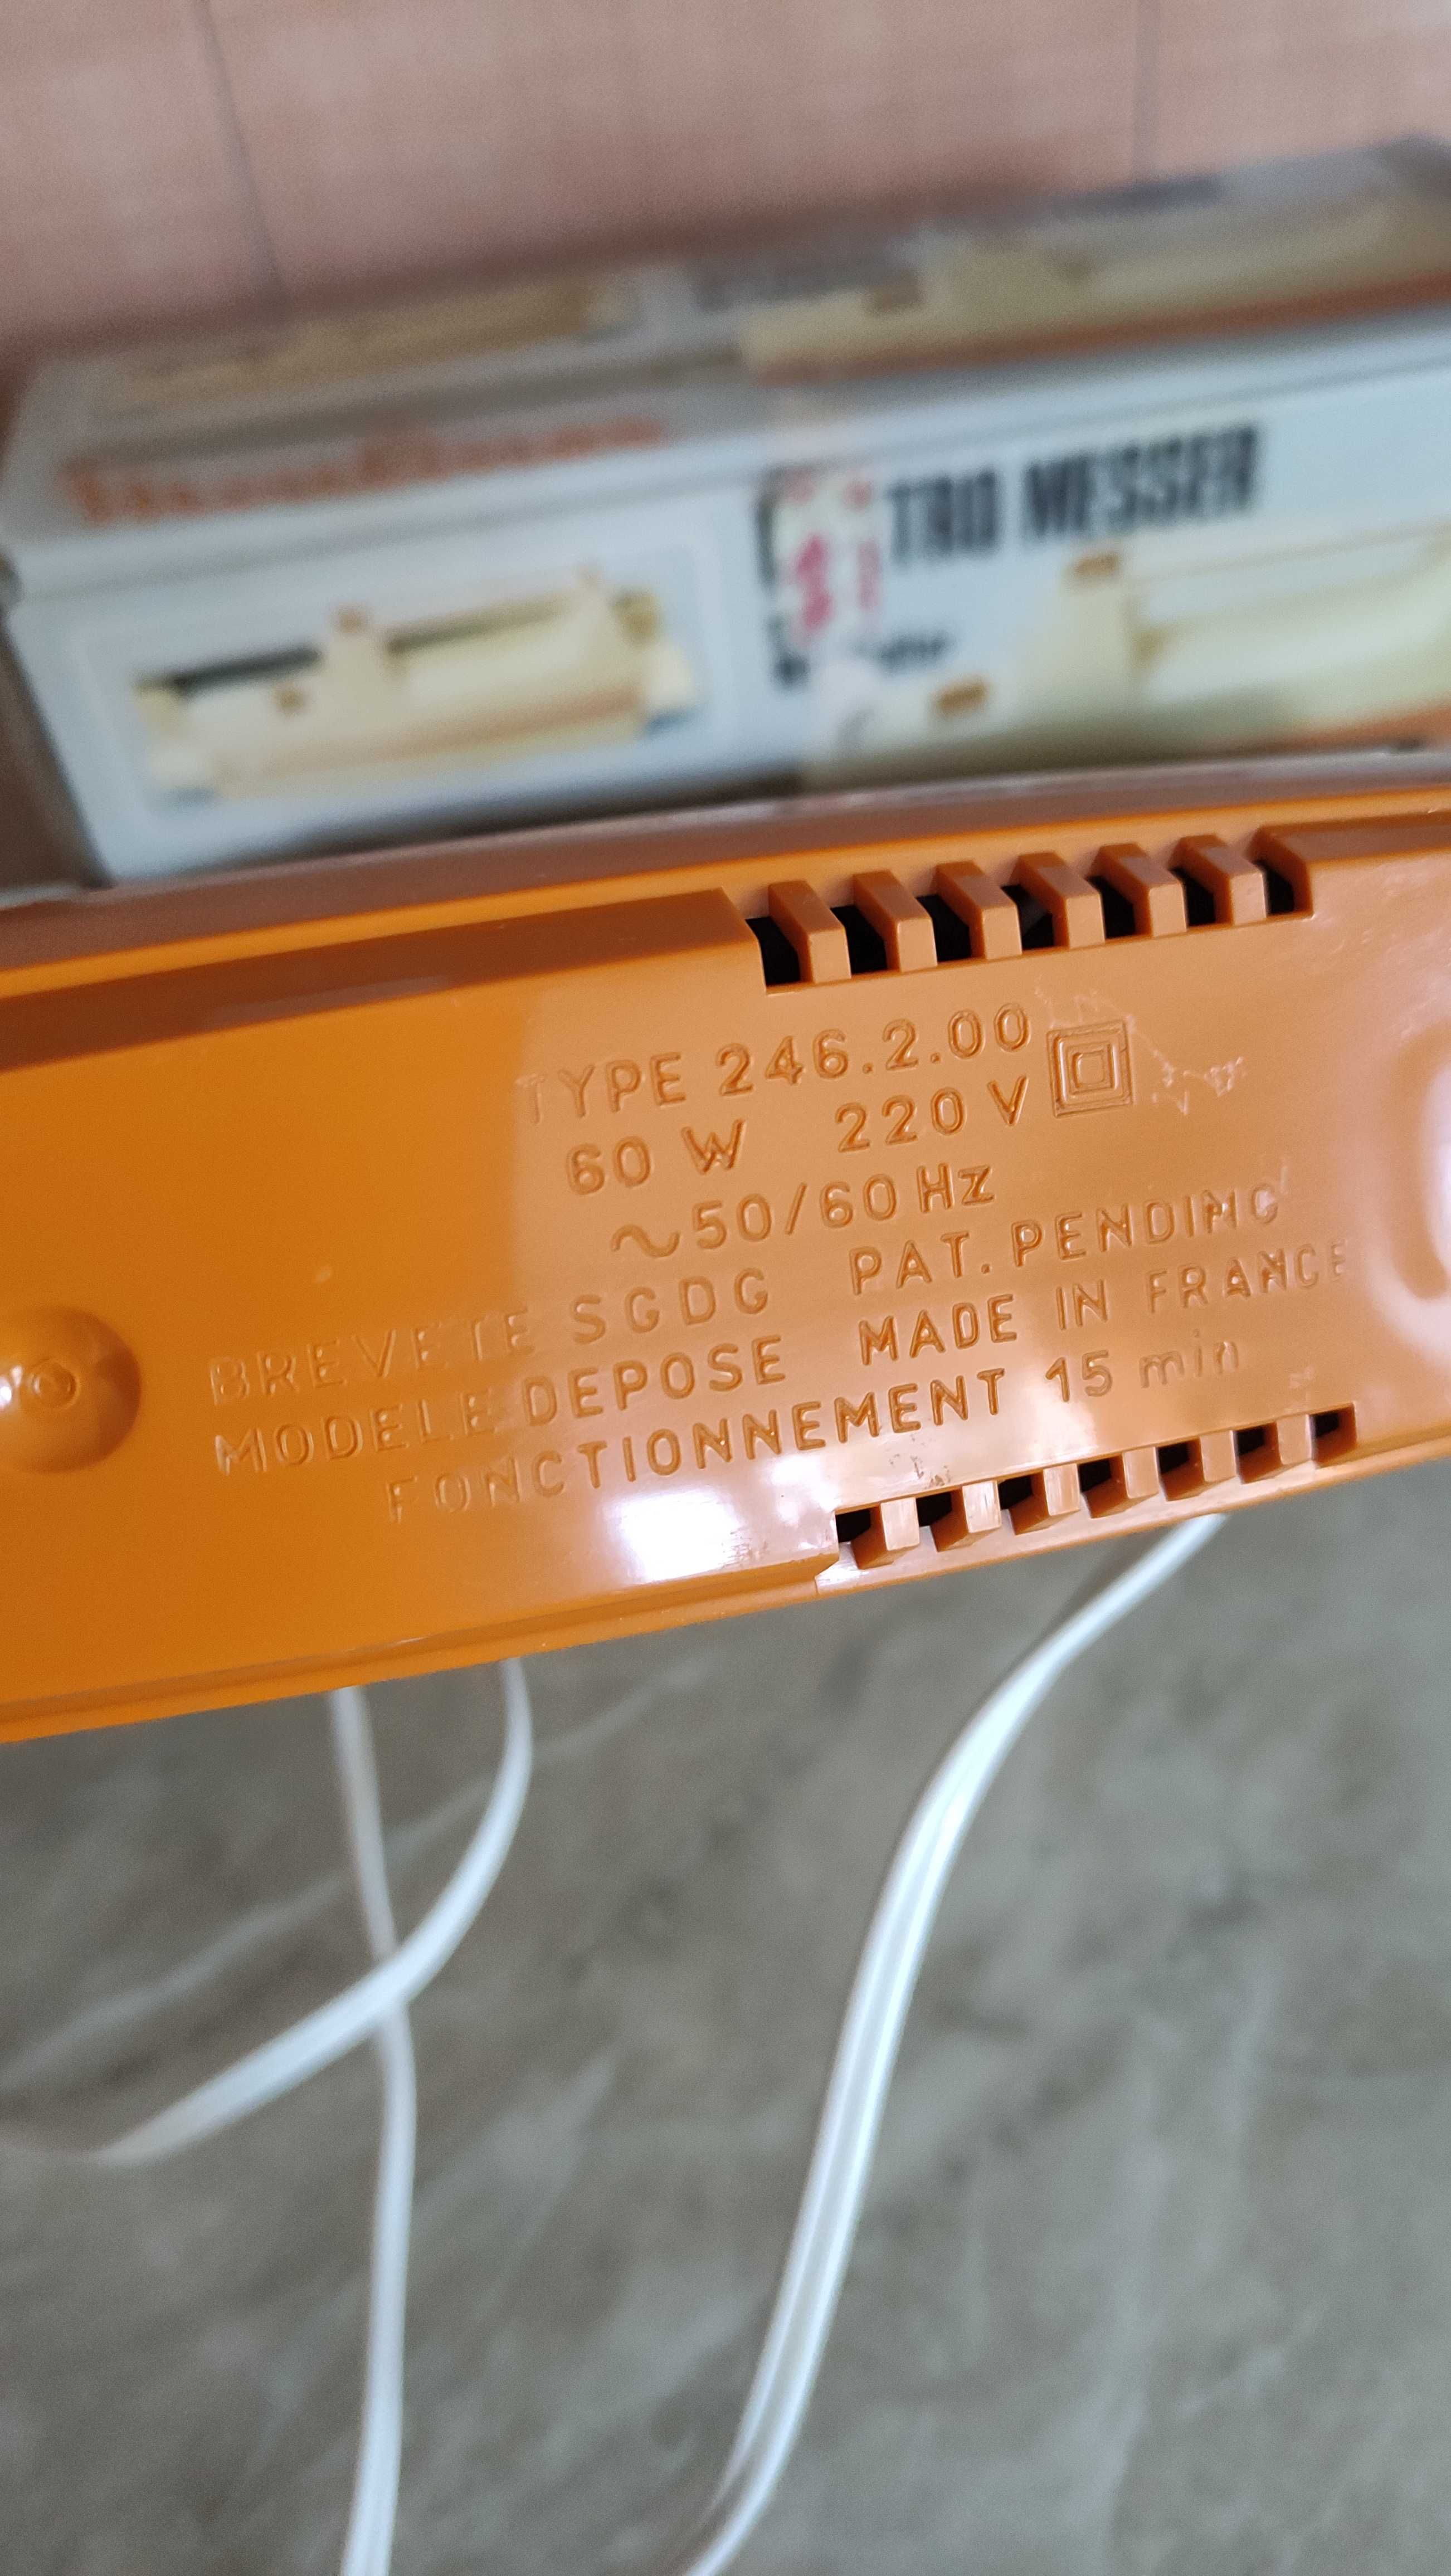 TRO MESSER
TYPE 246.2.00
60 W 220 V
~50/60 Hz
BREVETE SGDG PAT. PENDING
MODELE DEPOSE MADE IN FRANCE
FONCTIONNEMENT 15 min